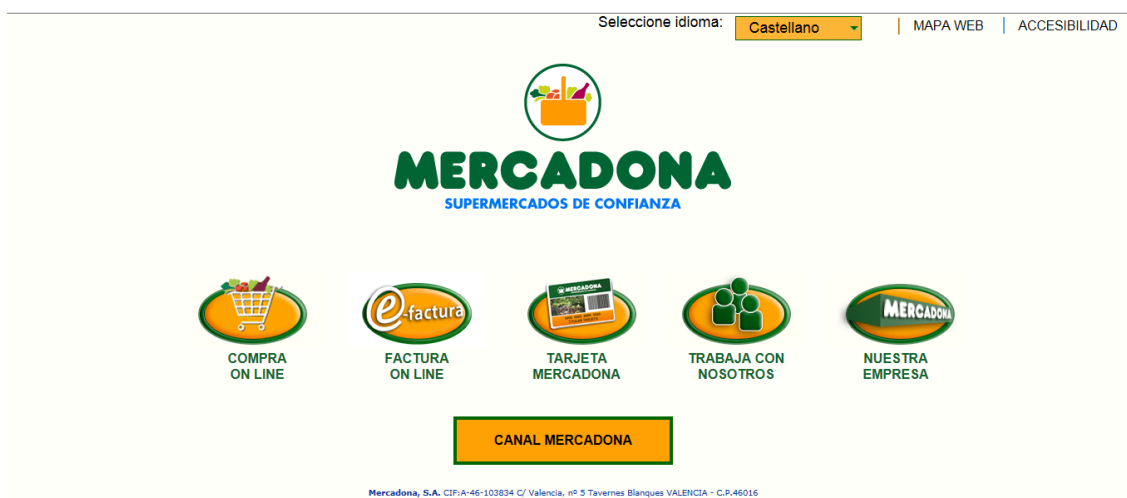 Seleccione idioma: Castellano MAPA WEB ACCESIBILIDAD
MERCADONA
SUPERMERCADOS DE CONFIANZA
e-factura
MERCADONA
MERCADONA
COMPRA
ON LINE
FACTURA
ON LINE
TARJETA
MERCADONA
TRABAJA CON
NOSOTROS
NUESTRA
EMPRESA
CANAL MERCADONA
Mercadona, S.A. CIF:A-46-103834 C/ Valencia, nº 5 Tavernes Blanques VALENCIA - C.P.46016